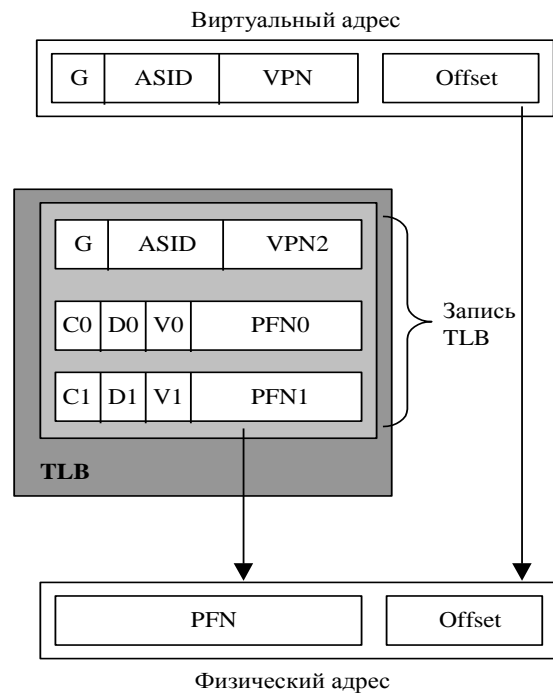 Виртуальный адрес
G ASID VPN Offset
G ASID VPN2
C0 D0 V0 PFN0
C1 D1 V1 PFN1
Запись
TLB
TLB
PFN Offset
Физический адрес